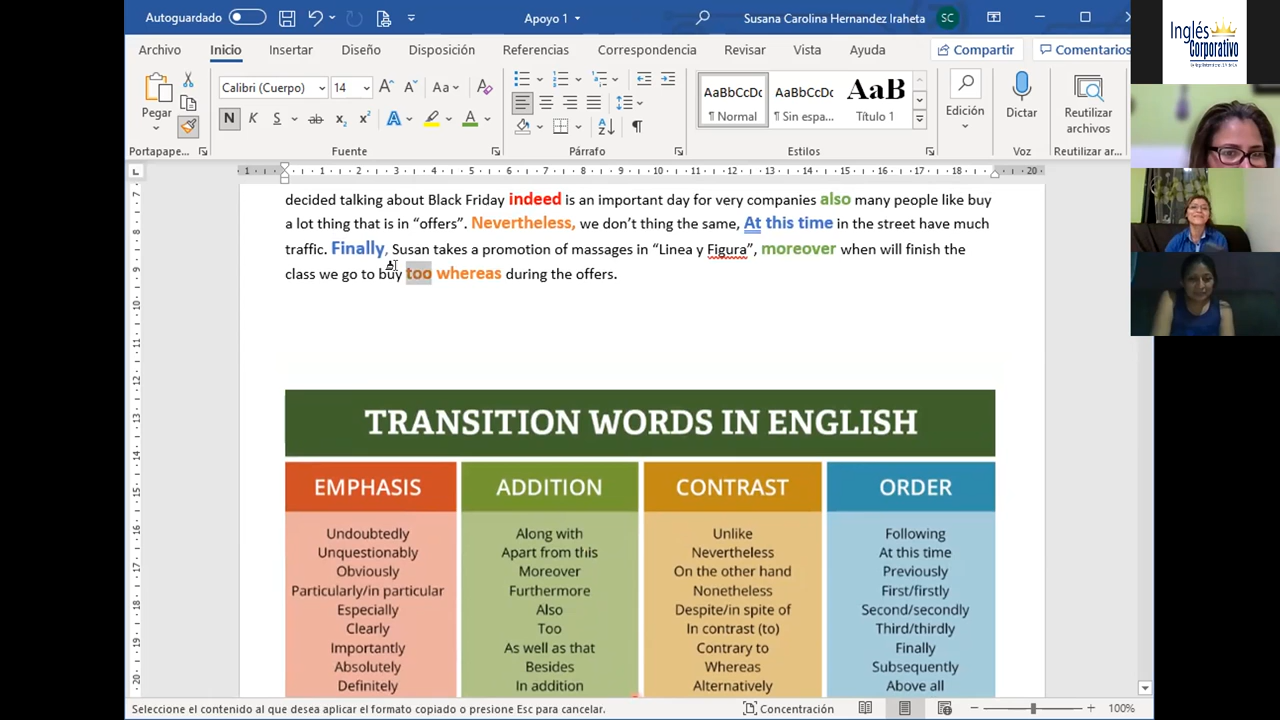 Autoguardado
Apoyo 1
Susana Carolina Hernandez Iraheta
SC
Archivo Inicio Insertar Diseño Disposición Referencias Correspondencia Revisar Vista Ayuda Compartir Comentarios
Pegar
Calibri (Cuerpo) 14
N K S ab x₂ x²
AaBbCcDc AaBbCcDc AaB
¶ Normal ¶ Sin espa... Título 1
Edición
Dictar
Reutilizar archivos
Portapape... Fuente Párrafo Estilos Voz Reutilizar ar...
decided talking about Black Friday indeed is an important day for very companies also many people like buy
a lot thing that is in “offers”. Nevertheless, we don’t thing the same, At this time in the street have much
traffic. Finally, Susan takes a promotion of massages in “Linea y Figura”, moreover when will finish the
class we go to buy too whereas during the offers.
TRANSITION WORDS IN ENGLISH
EMPHASIS ADDITION CONTRAST ORDER
Undoubtedly Along with Unlike Following
Unquestionably Apart from this Nevertheless At this time
Obviously Moreover On the other hand Previously
Particularly/in particular Furthermore Nonetheless First/firstly
Especially Also Despite/in spite of Second/secondly
Clearly Too In contrast (to) Third/thirdly
Importantly As well as that Contrary to Finally
Absolutely Besides Whereas Subsequently
Definitely In addition Alternatively Above all
Seleccione el contenido al que desea aplicar el formato copiado o presione Esc para cancelar.
Concentración
100%
Inglés
Corporativo